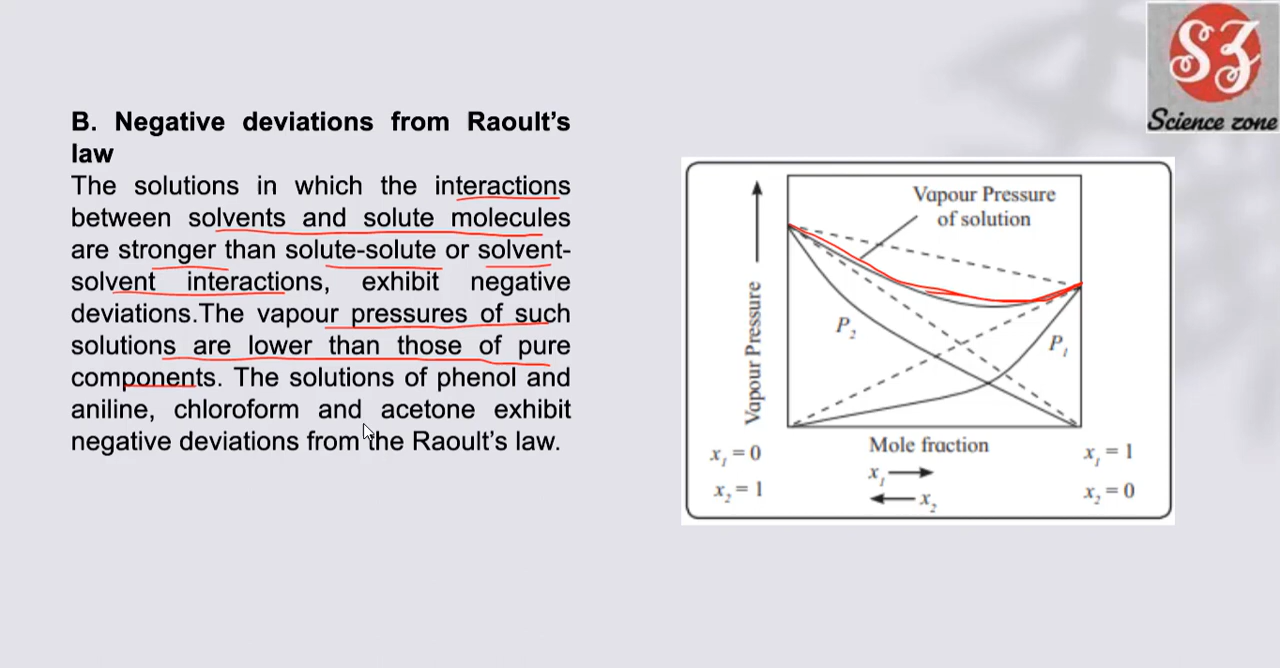 SZ
Science zone
B. Negative deviations from Raoult's
law
The solutions in which the interactions
between solvents and solute molecules
are stronger than solute-solute or solvent-
solvent interactions, exhibit negative
deviations.The vapour pressures of such
solutions are lower than those of pure
components. The solutions of phenol and
aniline, chloroform and acetone exhibit
negative deviations from the Raoult's law.
Vapour Pressure
of solution
Vapour Pressure
P₂
P₁
x₁ = 0
Mole fraction
x₁ = 1
x₁
x₂ = 1
x₂
x₂ = 0